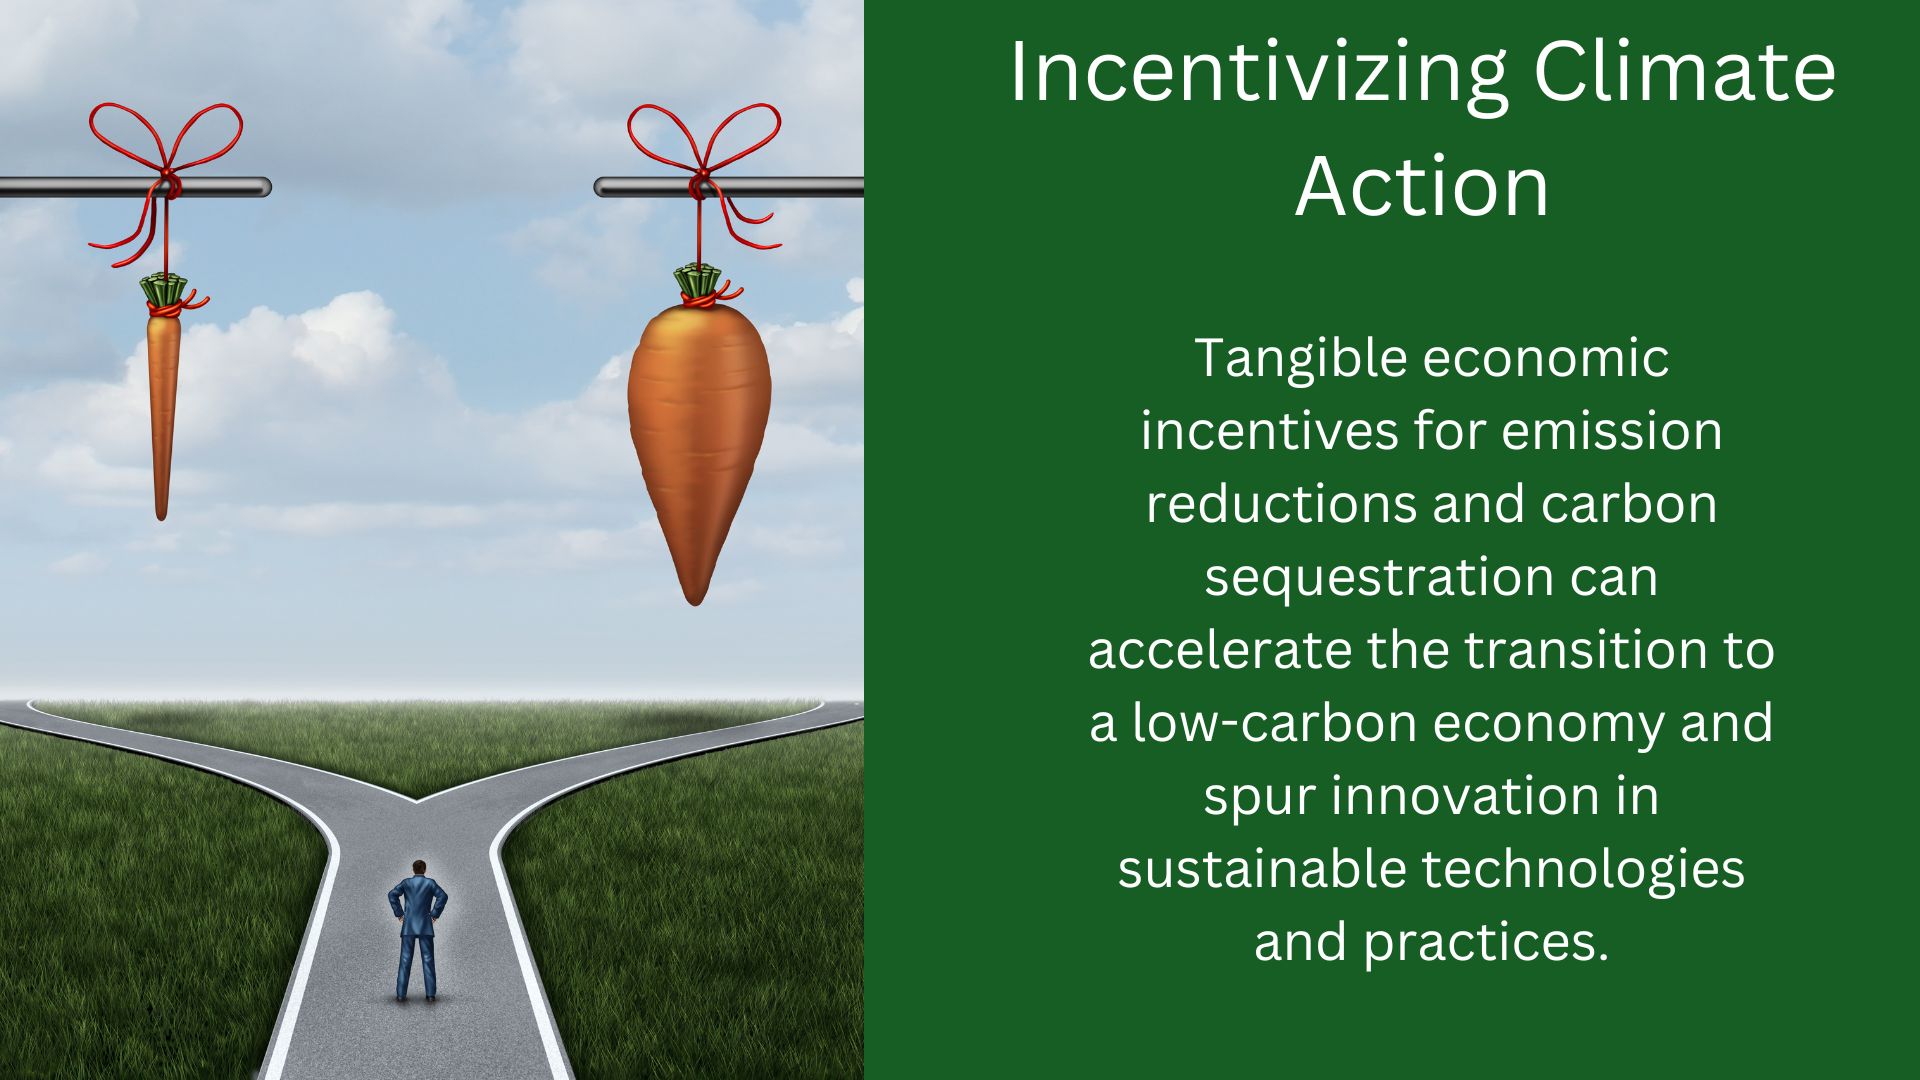 Incentivizing Climate
Action
Tangible economic
incentives for emission
reductions and carbon
sequestration can
accelerate the transition to
a low-carbon economy and
spur innovation in
sustainable technologies
and practices.